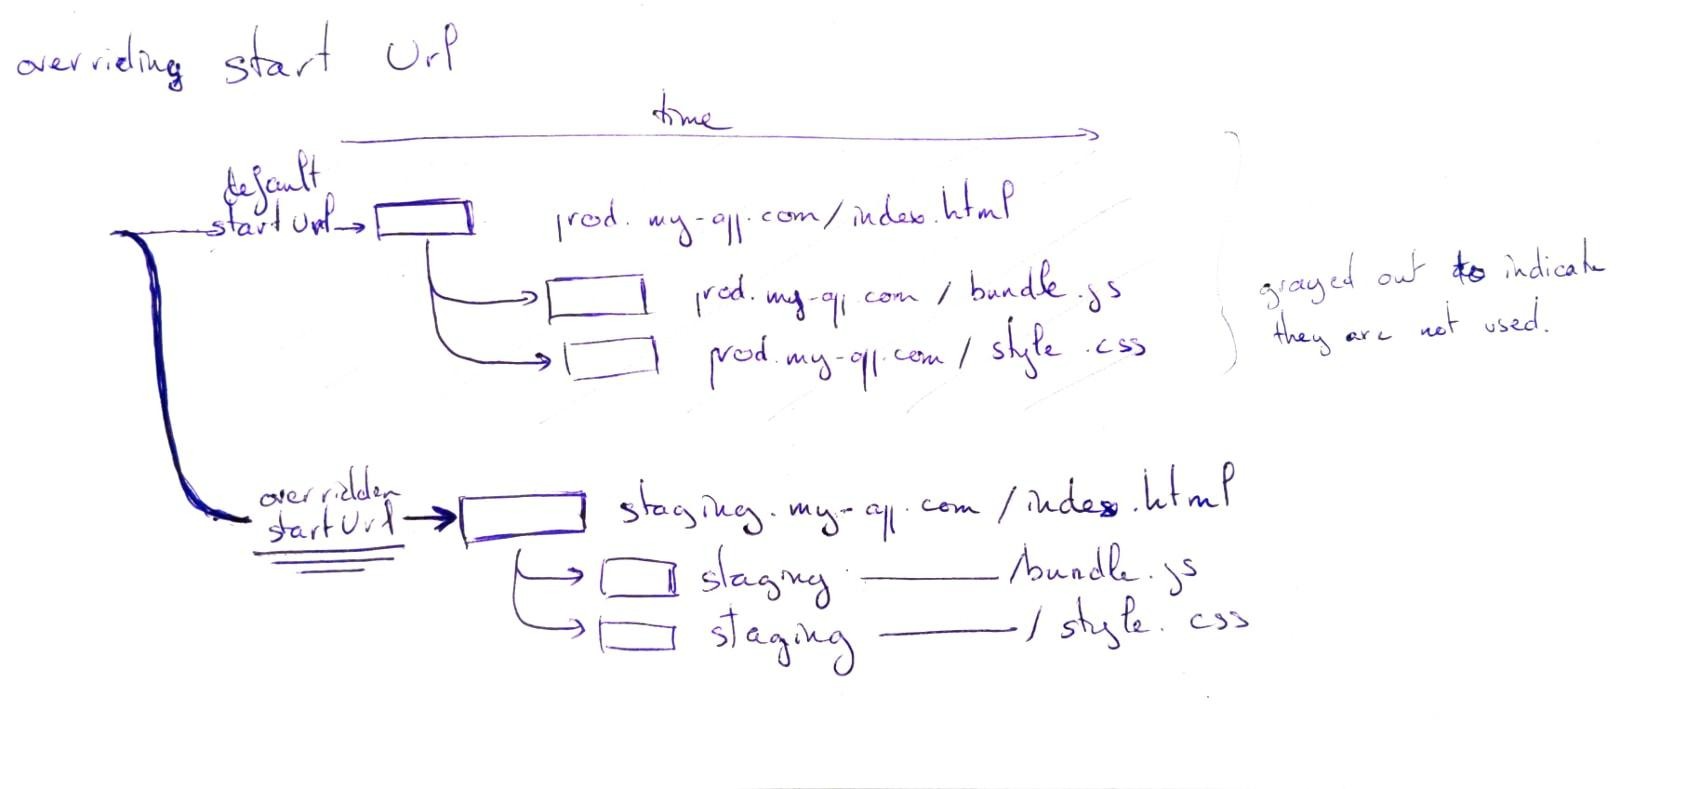 overriding start Url
time
default
start Url
prod. my-app.com/index.html
prod. my-app.com / bundle.js
prod. my-app.com / style.css
grayed out to indicate
they are not used.
overridden
startUrl
staging. my-app.com /index.html
staging /bundle.js
staging / style.css